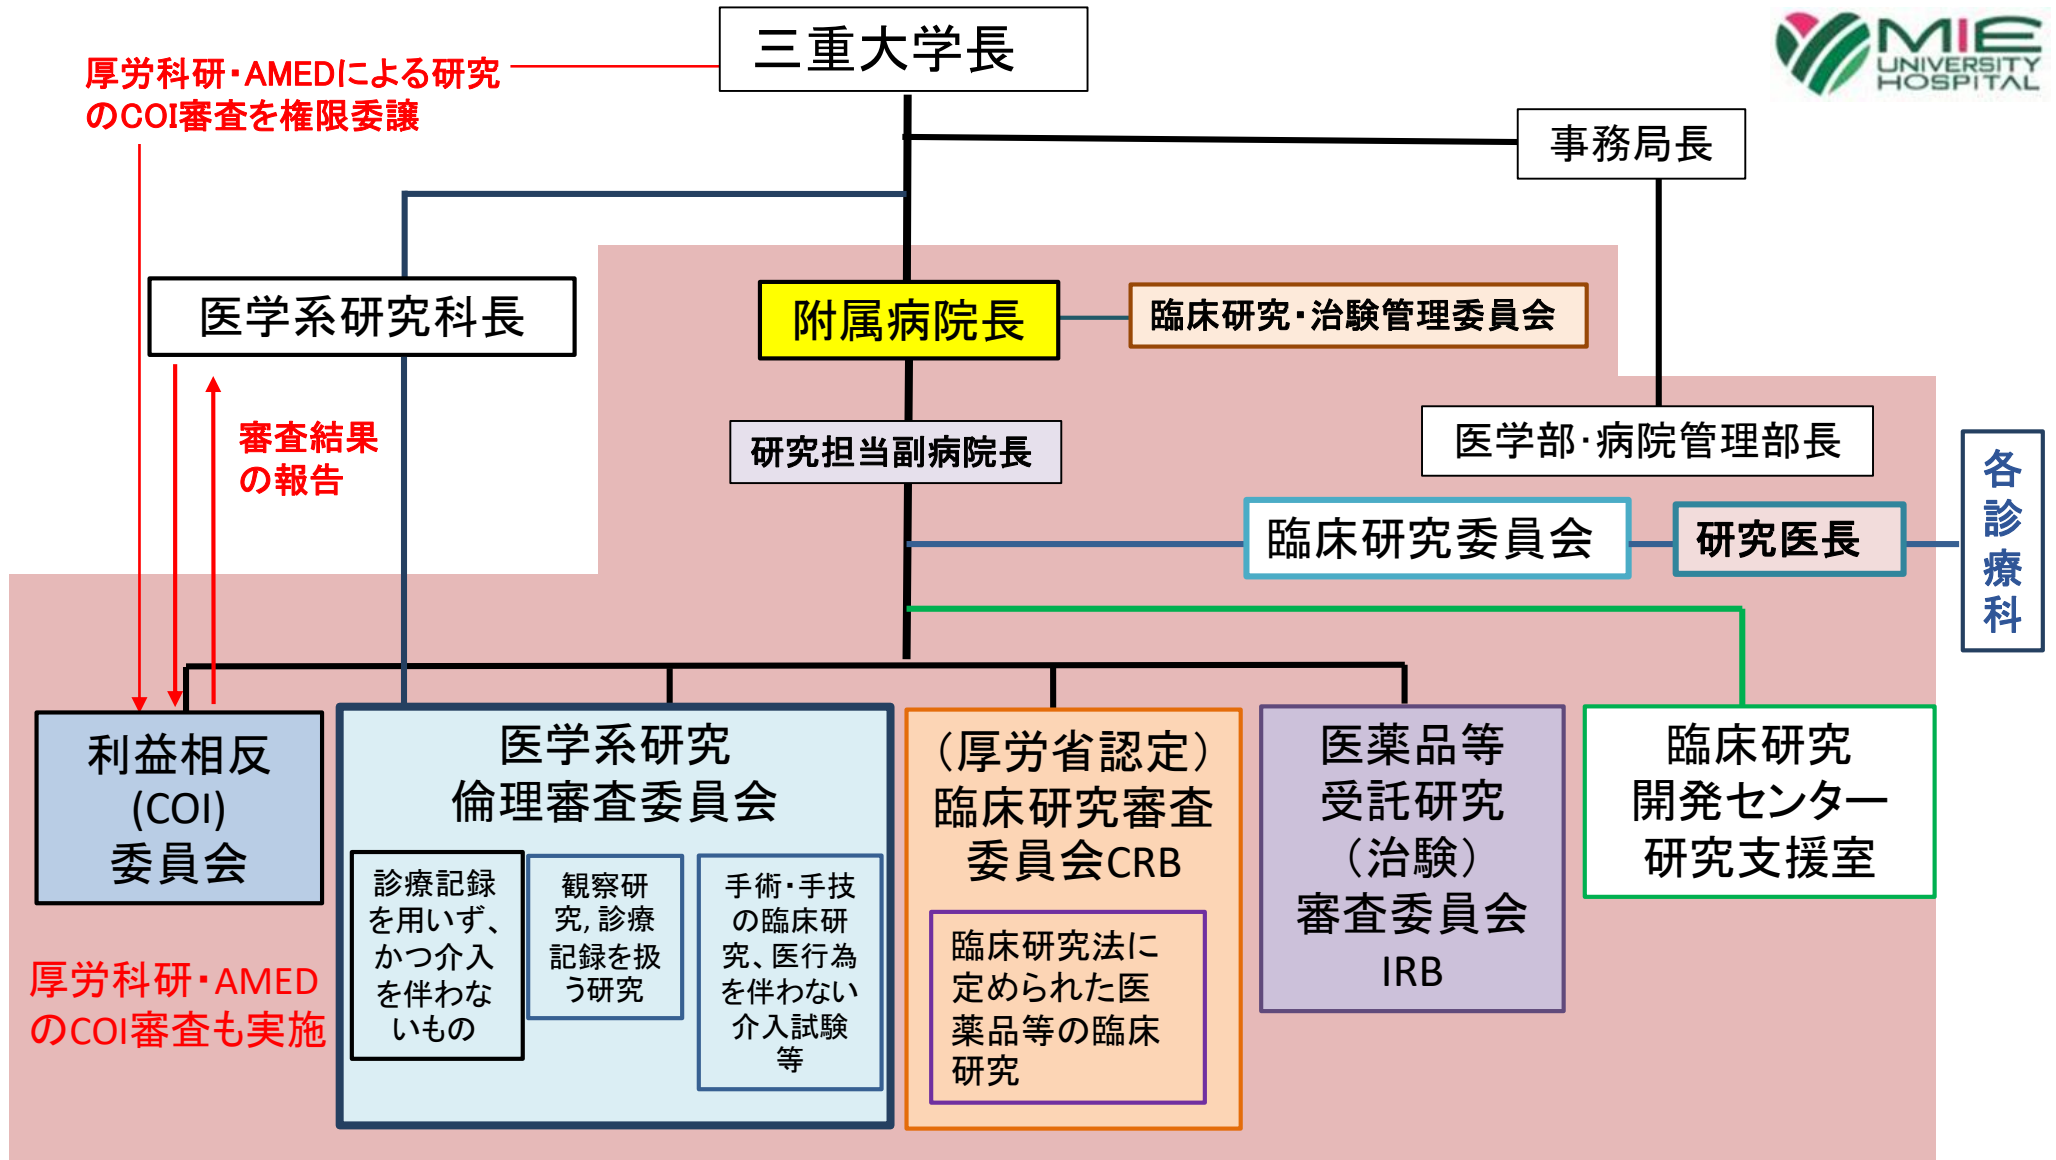 三重大学長
MIE
UNIVERSITY
HOSPITAL
厚労科研・AMEDによる研究
のCOI審査を権限委譲
事務局長
医学系研究科長
附属病院長
臨床研究・治験管理委員会
審査結果
の報告
研究担当副病院長
医学部・病院管理部長
臨床研究委員会
研究医長
各
診
療
科
利益相反
(COI)
委員会
厚労科研・AMED
のCOI審査も実施
医学系研究
倫理審査委員会
診療記録
を用いず、
かつ介入
を伴わな
いもの
観察研
究,診療
記録を扱
う研究
手術・手技
の臨床研
究、医行為
を伴わない
介入試験
等
（厚労省認定）
臨床研究審査
委員会CRB
臨床研究法に
定められた医
薬品等の臨床
研究
医薬品等
受託研究
（治験）
審査委員会
IRB
臨床研究
開発センター
研究支援室